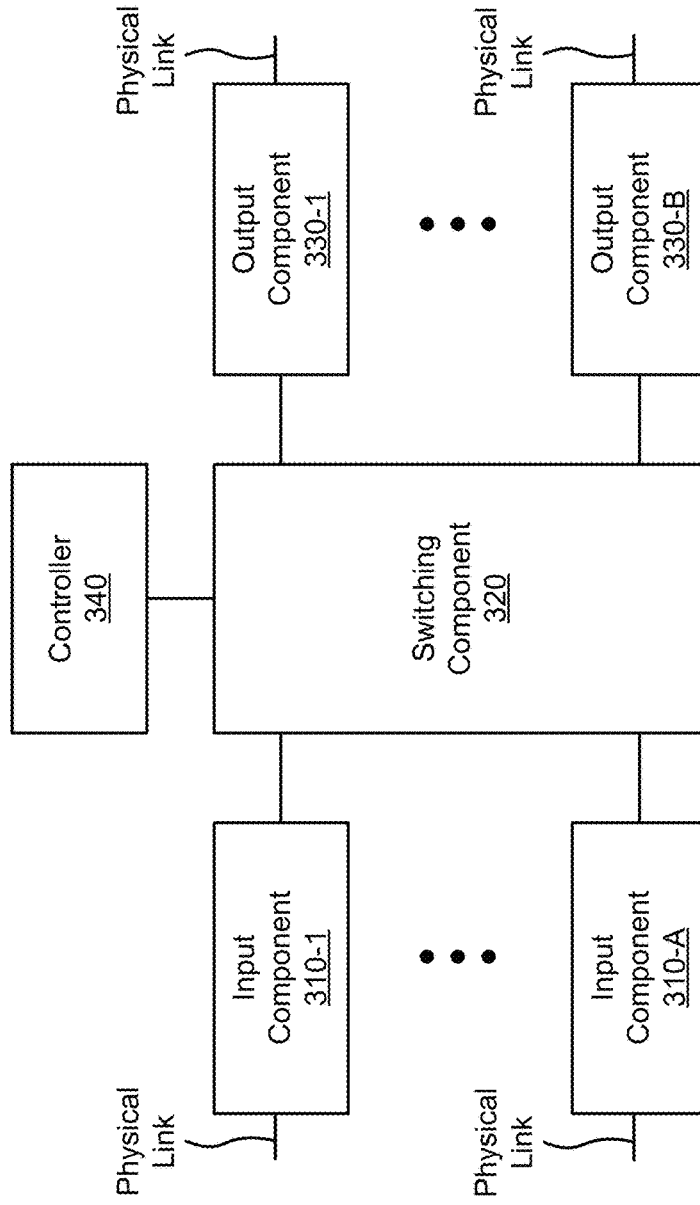 Controller
340
Physical
Link
Input
Component
310-1
Switching
Component
320
Output
Component
330-1
Physical
Link
Physical
Link
Input
Component
310-A
Output
Component
330-B
Physical
Link